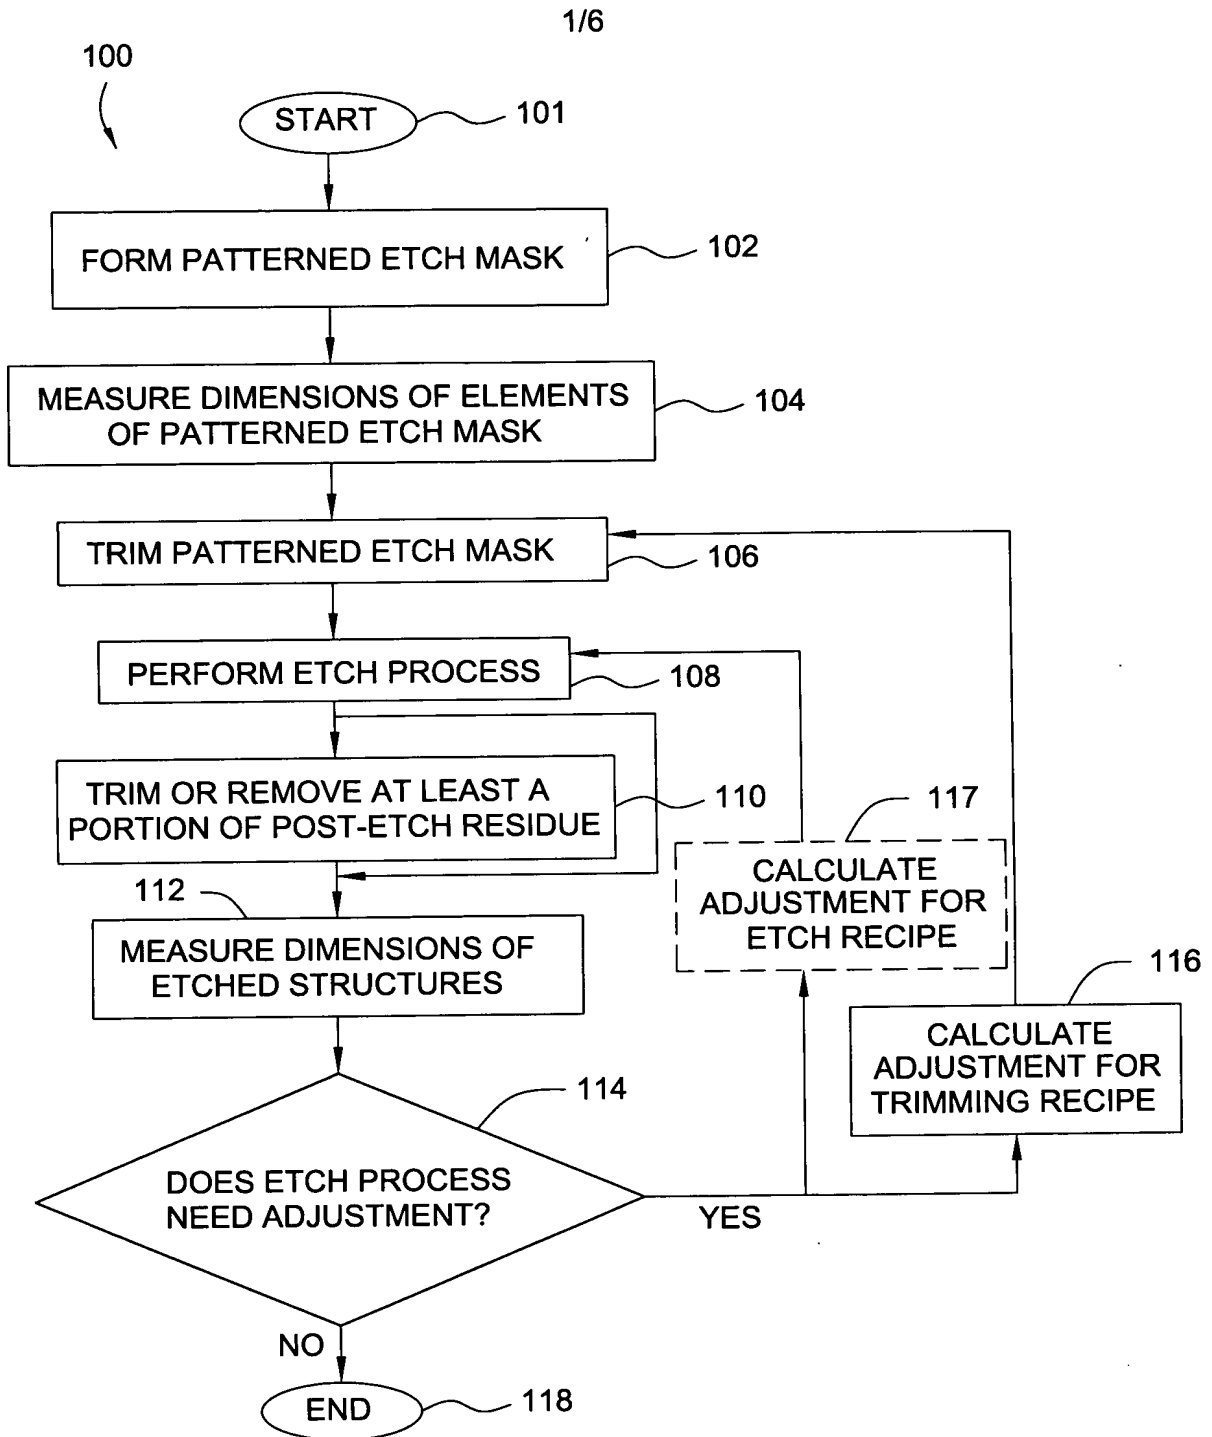 1/6
100
START
101
FORM PATTERNED ETCH MASK
102
MEASURE DIMENSIONS OF ELEMENTS
OF PATTERNED ETCH MASK
104
TRIM PATTERNED ETCH MASK
106
PERFORM ETCH PROCESS
108
TRIM OR REMOVE AT LEAST A
PORTION OF POST-ETCH RESIDUE
110
117
CALCULATE
ADJUSTMENT FOR
ETCH RECIPE
112
MEASURE DIMENSIONS OF
ETCHED STRUCTURES
116
CALCULATE
ADJUSTMENT FOR
TRIMMING RECIPE
114
DOES ETCH PROCESS
NEED ADJUSTMENT?
YES
NO
END
118